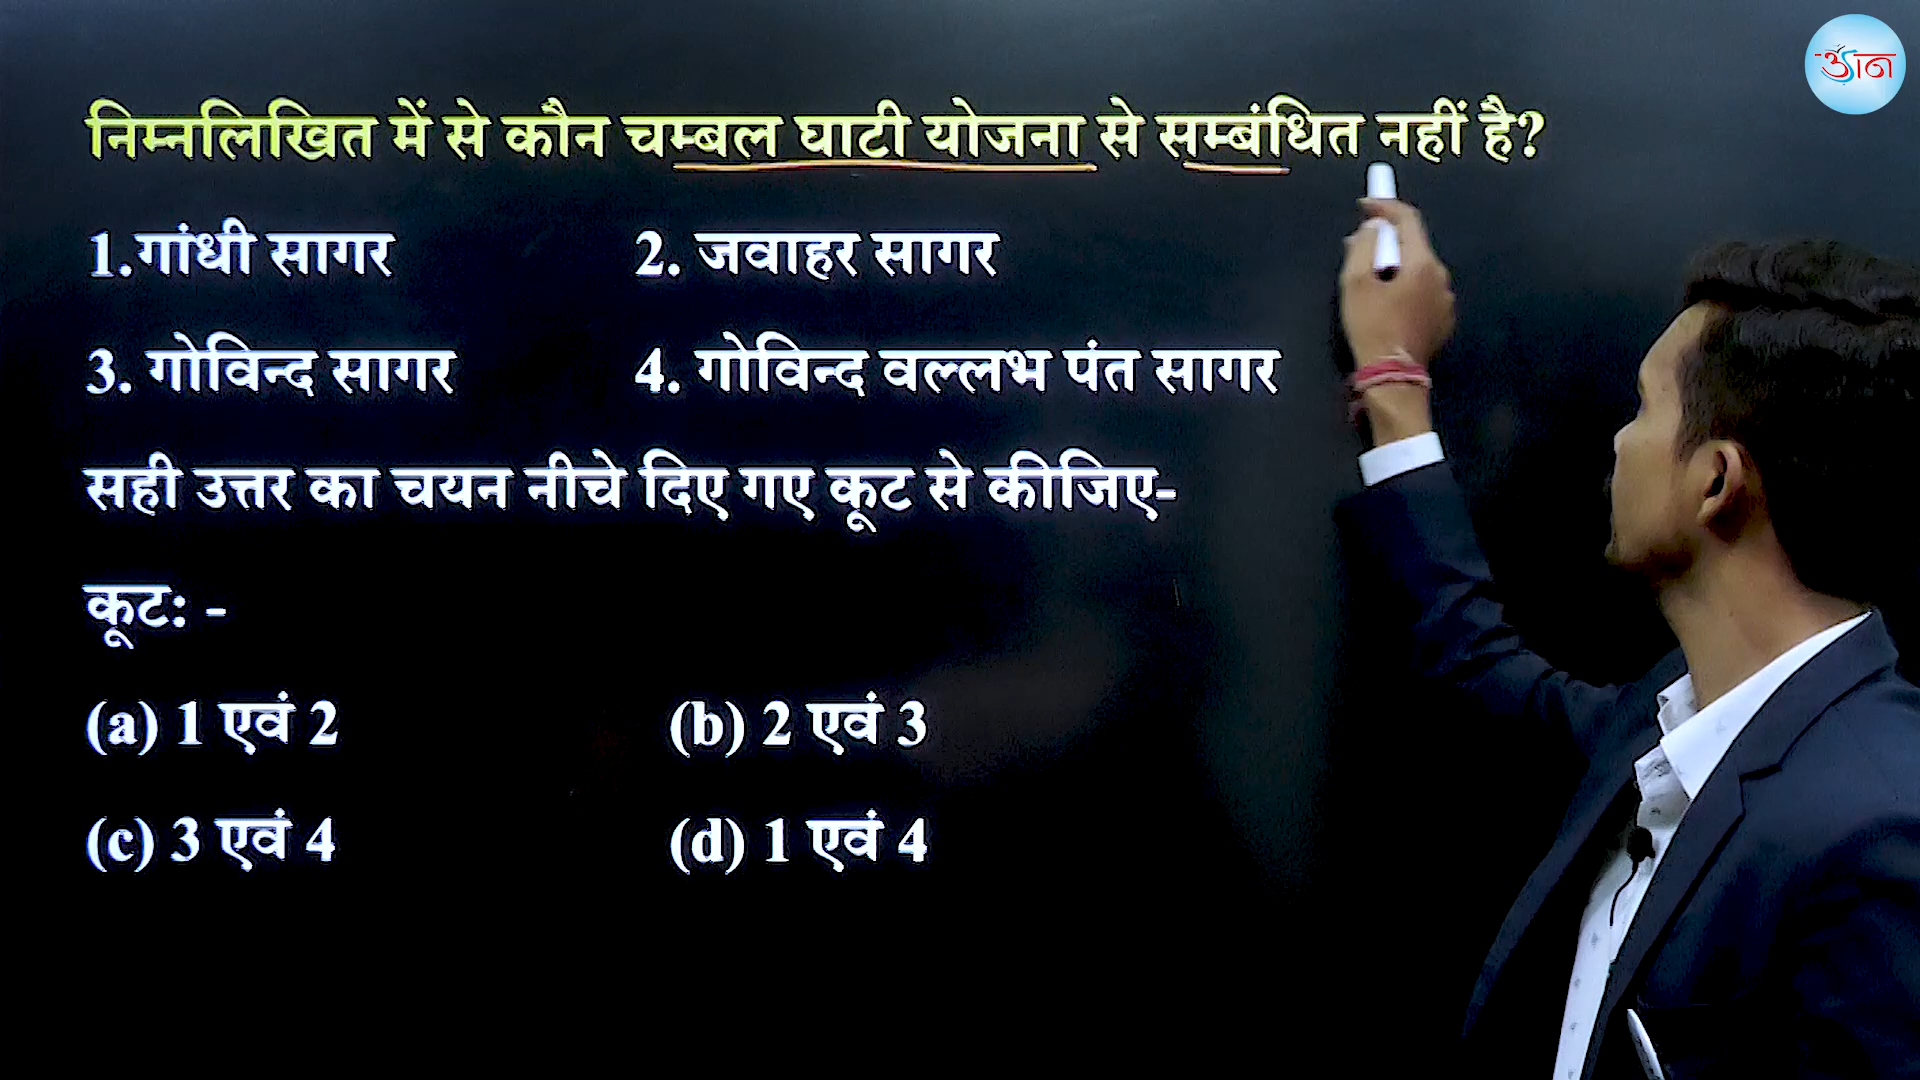 उड़ान
निम्नलिखित में से कौन चम्बल घाटी योजना से सम्बंधित नहीं है?
1.गांधी सागर 2. जवाहर सागर
3. गोविन्द सागर 4. गोविन्द वल्लभ पंत सागर
सही उत्तर का चयन नीचे दिए गए कूट से कीजिए-
कूट: -
(a) 1 एवं 2 (b) 2 एवं 3
(c) 3 एवं 4 (d) 1 एवं 4